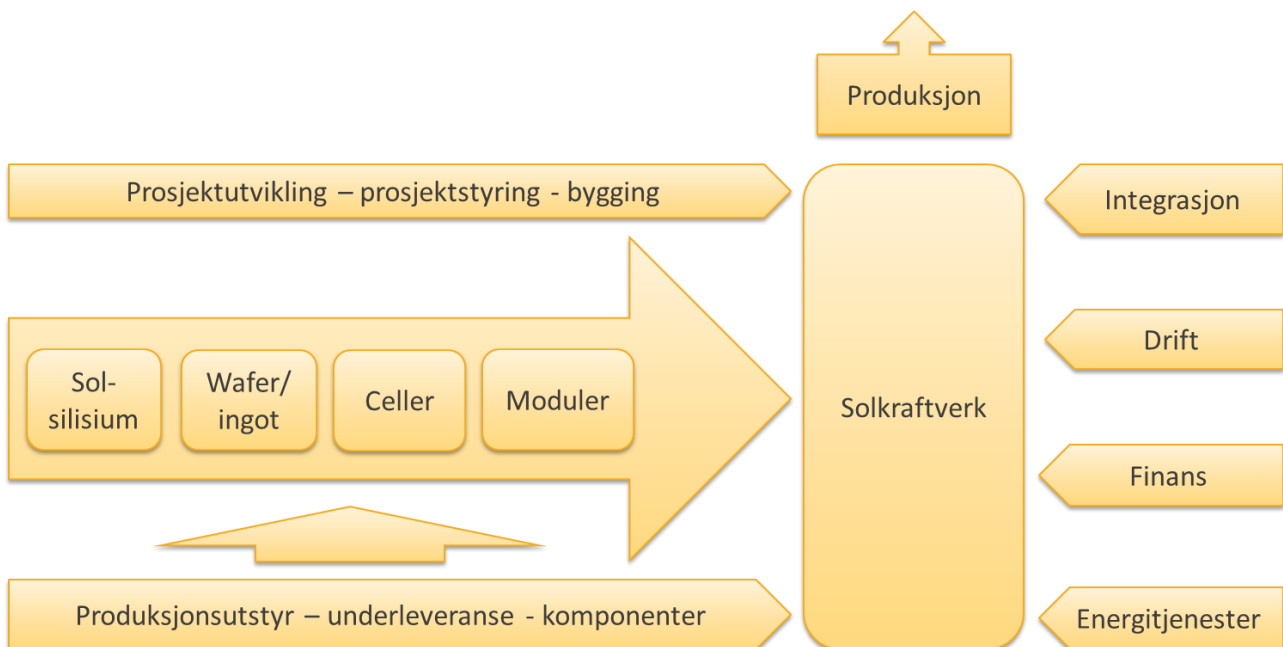 Produksjon
Prosjektutvikling – prosjektstyring - bygging
Integrasjon
Sol-
silisium
Wafer/
ingot
Celler
Moduler
Solkraftverk
Drift
Finans
Produksjonsutstyr – underleveranse - komponenter
Energitjenester